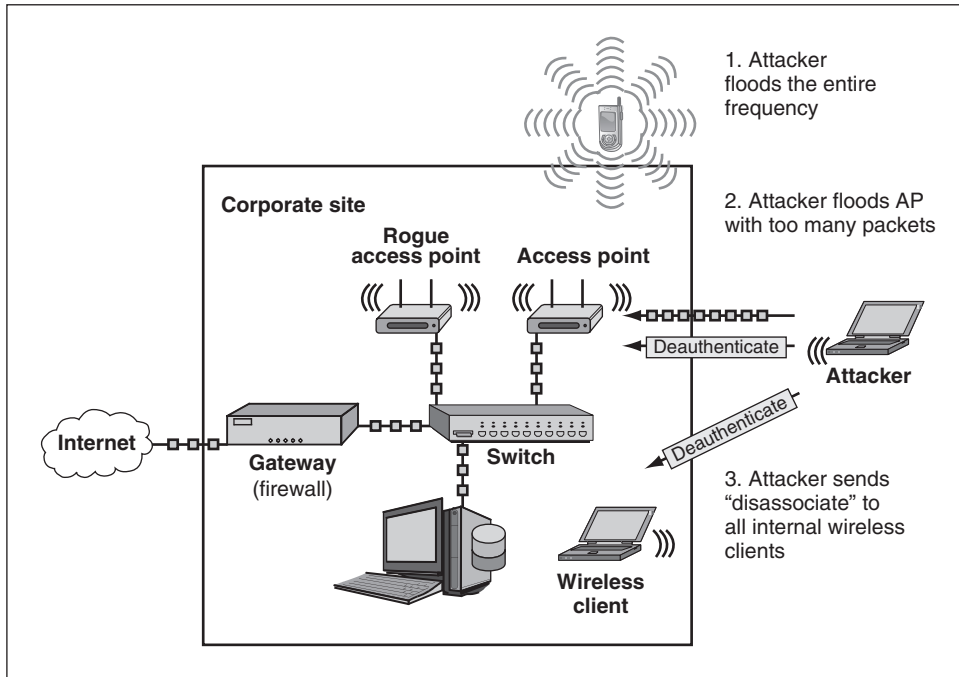 1. Attacker
floods the entire
frequency
Corporate site
2. Attacker floods AP
with too many packets
Rogue
access point
Access point
Deauthenticate
Attacker
Internet
Gateway
(firewall)
Switch
Deauthenticate
3. Attacker sends
“disassociate” to
all internal wireless
clients
Wireless
client